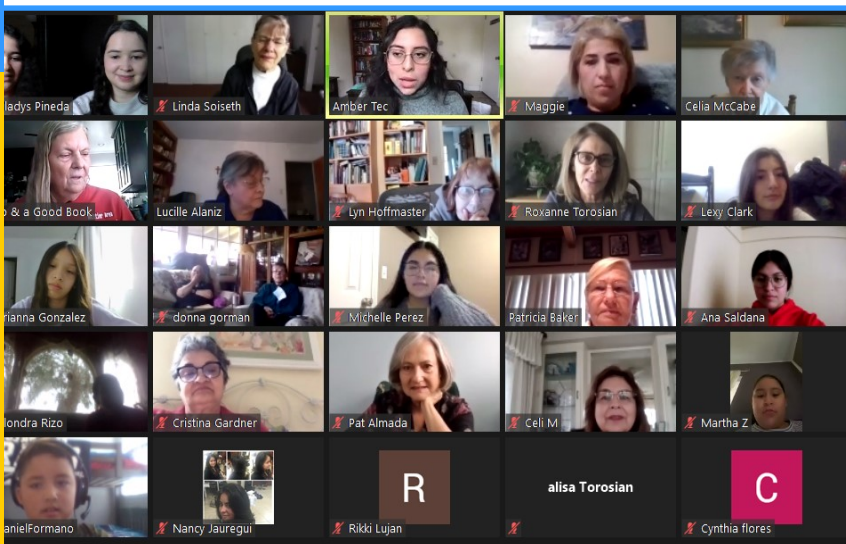 ladys Pineda
Linda Soiseth
Amber Tec
Maggie
Celia McCabe
& a Good Book
Lucille Alaniz
Lyn Hoffmaster
Roxanne Torosian
Lexy Clark
rianna Gonzalez
donna gorman
Michelle Perez
Patricia Baker
Ana Saldana
ondra Rizo
Cristina Gardner
Pat Almada
Celi M
Martha Z
anielFormano
Nancy Jauregui
R
Rikki Lujan
alisa Torosian
C
Cynthia flores